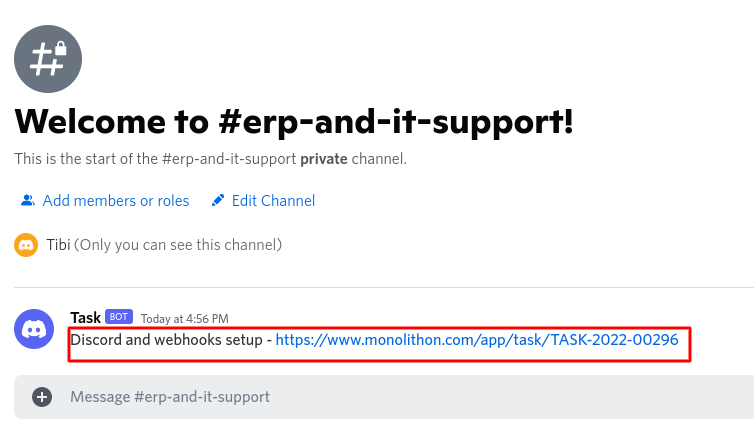 Welcome to #erp-and-it-support!
This is the start of the #erp-and-it-support private channel.
Add members or roles Edit Channel
Tibi (Only you can see this channel)
Task BOT Today at 4:56 PM
Discord and webhooks setup - https://www.monolithon.com/app/task/TASK-2022-00296
Message #erp-and-it-support